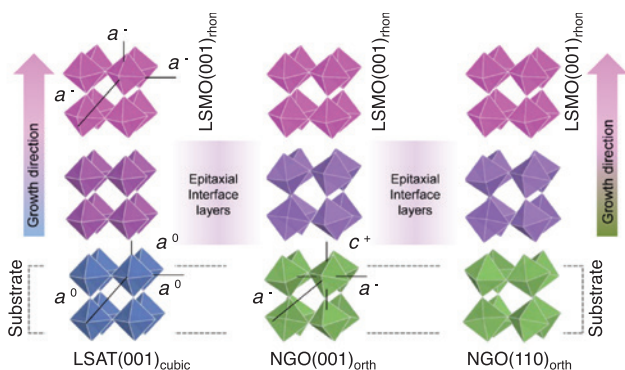 a⁻
a⁻
a⁻
LSMO(001)rhon
LSMO(001)rhon
LSMO(001)rhon
Growth direction
Epitaxial
Interface
layers
Epitaxial
Interface
layers
Growth direction
a⁰
a⁰
a⁰
c⁺
a⁻
a⁻
Substrate
Substrate
LSAT(001)cubic
NGO(001)orth
NGO(110)orth